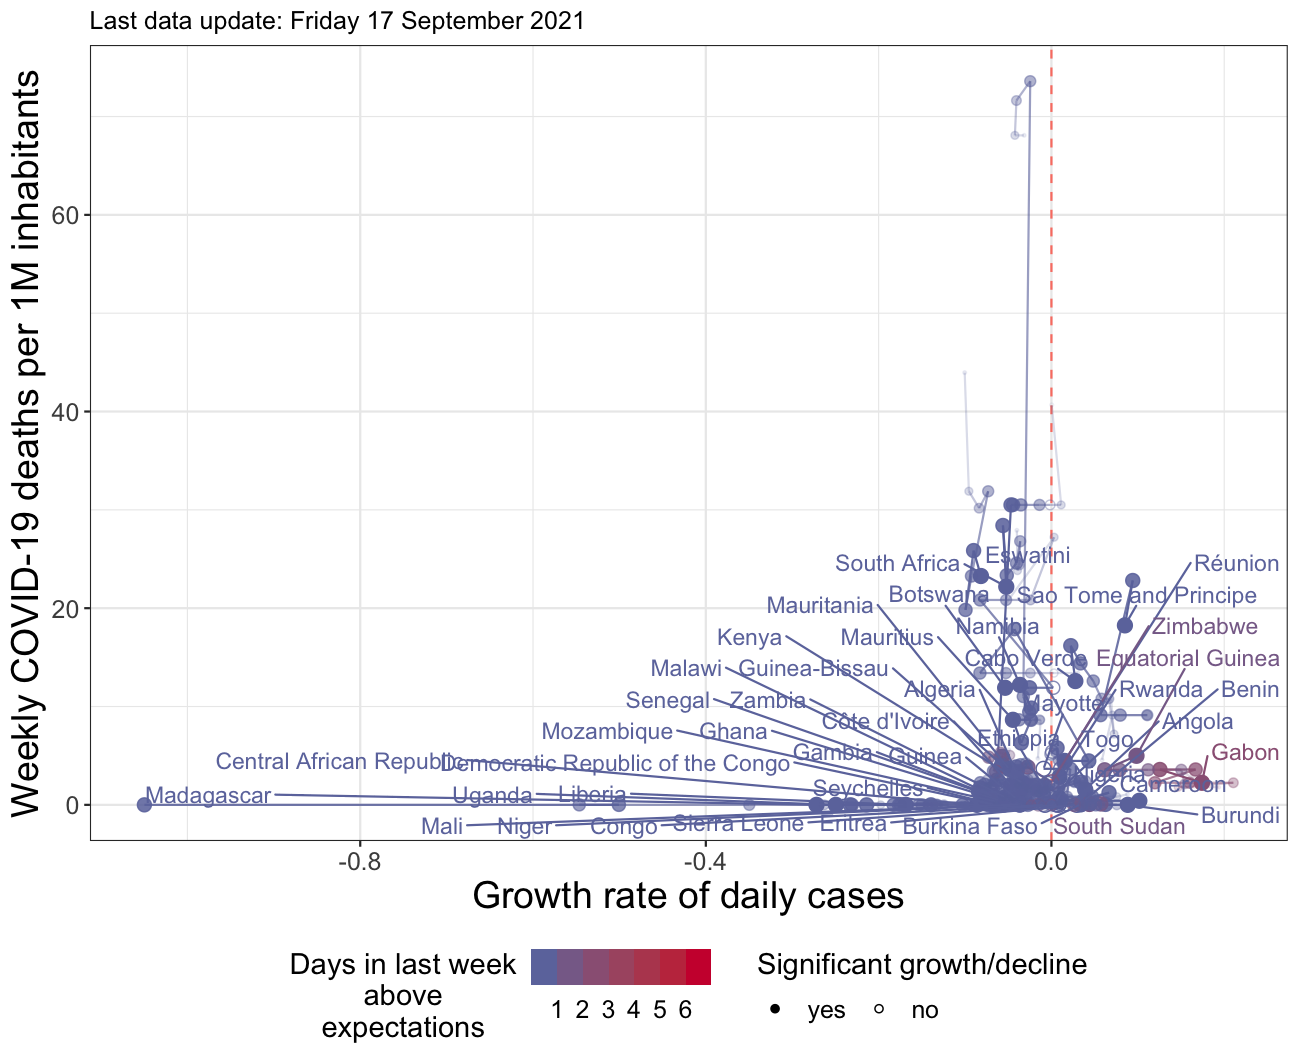 Last data update: Friday 17 September 2021
Weekly COVID-19 deaths per 1M inhabitants
60
40
20
0
South Africa
Eswatini
Réunion
Botswana
Sao Tome and Principe
Mauritania
Namibia
Zimbabwe
Kenya
Mauritius
Cabo Verde
Equatorial Guinea
Malawi
Guinea-Bissau
Algeria
Rwanda
Benin
Senegal
Zambia
Mayotte
Côte d'Ivoire
Angola
Mozambique
Ghana
Ethiopia
Togo
Gambia
Guinea
Gabon
Central African Republic
Democratic Republic of the Congo
Nigeria
Cameroon
Madagascar
Uganda
Liberia
Seychelles
Burundi
Mali
Niger
Congo
Sierra Leone
Eritrea
Burkina Faso
South Sudan
-0.8
-0.4
0.0
Growth rate of daily cases
Days in last week
above
expectations
1 2 3 4 5 6
Significant growth/decline
yes
no